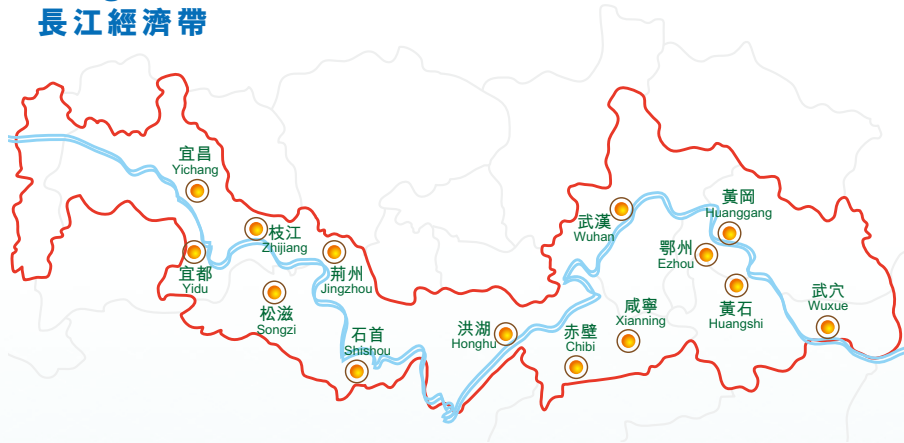 長江經濟帶
宜昌
Yichang
枝江
Zhijiang
宜都
Yidu
荊州
Jingzhou
松滋
Songzi
石首
Shishou
洪湖
Honghu
武漢
Wuhan
黃岡
Huanggang
鄂州
Ezhou
黃石
Huangshi
武穴
Wuxue
咸寧
Xianning
赤壁
Chibi